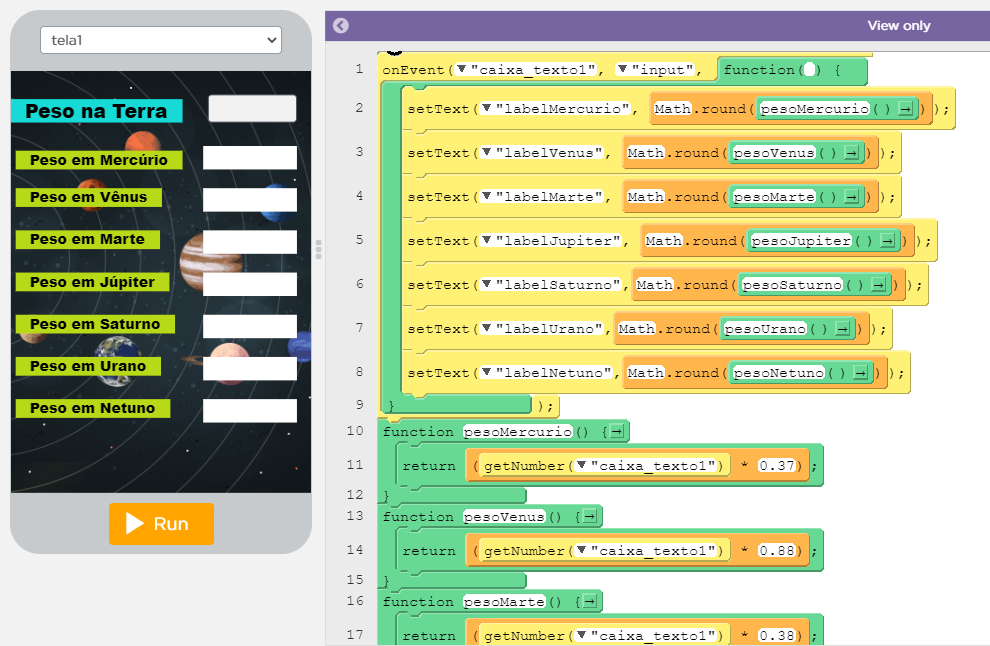 tela1
Peso na Terra
Peso em Mercúrio
Peso em Vênus
Peso em Marte
Peso em Júpiter
Peso em Saturno
Peso em Urano
Peso em Netuno
Run
View only
1 onEvent(▼"caixa_texto1", ▼"input", function( ) {
2 setText(▼"labelMercurio", Math.round(pesoMercurio()→));
3 setText(▼"labelVenus", Math.round(pesoVenus()→));
4 setText(▼"labelMarte", Math.round(pesoMarte()→));
5 setText(▼"labelJupiter", Math.round(pesoJupiter()→));
6 setText(▼"labelSaturno", Math.round(pesoSaturno()→));
7 setText(▼"labelUrano", Math.round(pesoUrano()→));
8 setText(▼"labelNetuno", Math.round(pesoNetuno()→));
9 } );
10 function pesoMercurio() {→
11 return (getNumber(▼"caixa_texto1") * 0.37);
12 }
13 function pesoVenus() {→
14 return (getNumber(▼"caixa_texto1") * 0.88);
15 }
16 function pesoMarte() {→
17 return (getNumber(▼"caixa_texto1") * 0.38);